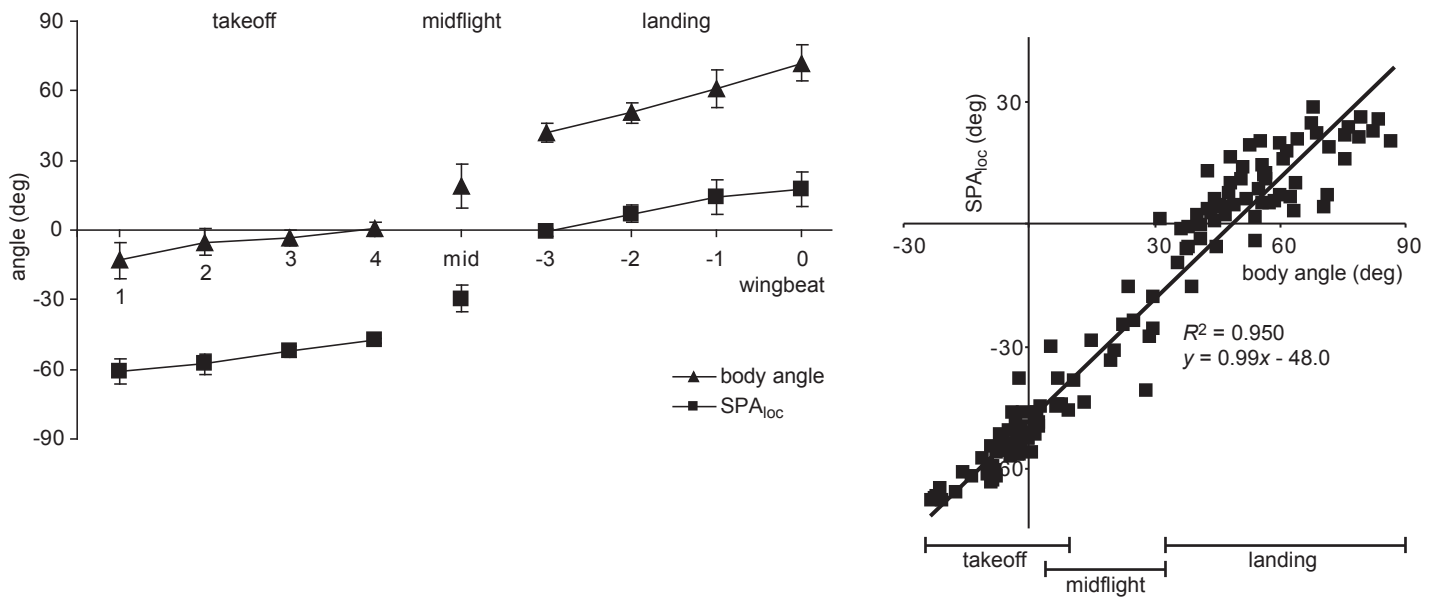 takeoff midflight landing
90
60
30
0
-30
-60
-90
angle (deg)
1 2 3 4 mid -3 -2 -1 0
wingbeat
body angle
SPAloc
SPAloc (deg)
30
-30
60
-30 30 60 90
body angle (deg)
R2 = 0.950
y = 0.99x - 48.0
takeoff landing
midflight